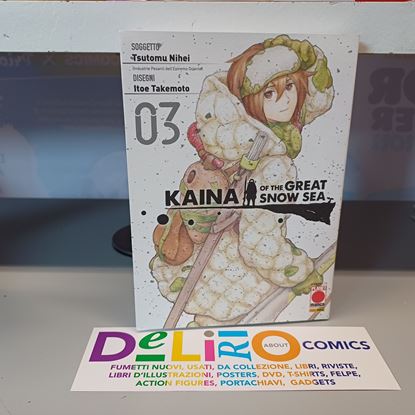 SOGGETTO
Tsutomu Nihei
DISEGNI
Itoe Takemoto
03
KAINA OF THE GREAT
SNOW SEA
DeLiRiO ABOUT COMICS
FUMETTI NUOVI, USATI, DA COLLEZIONE, LIBRI, RIVISTE,
LIBRI D'ILLUSTRAZIONI, POSTERS, DVD, T-SHIRTS, FELPE,
ACTION FIGURES, PORTACHIAVI, GADGETS